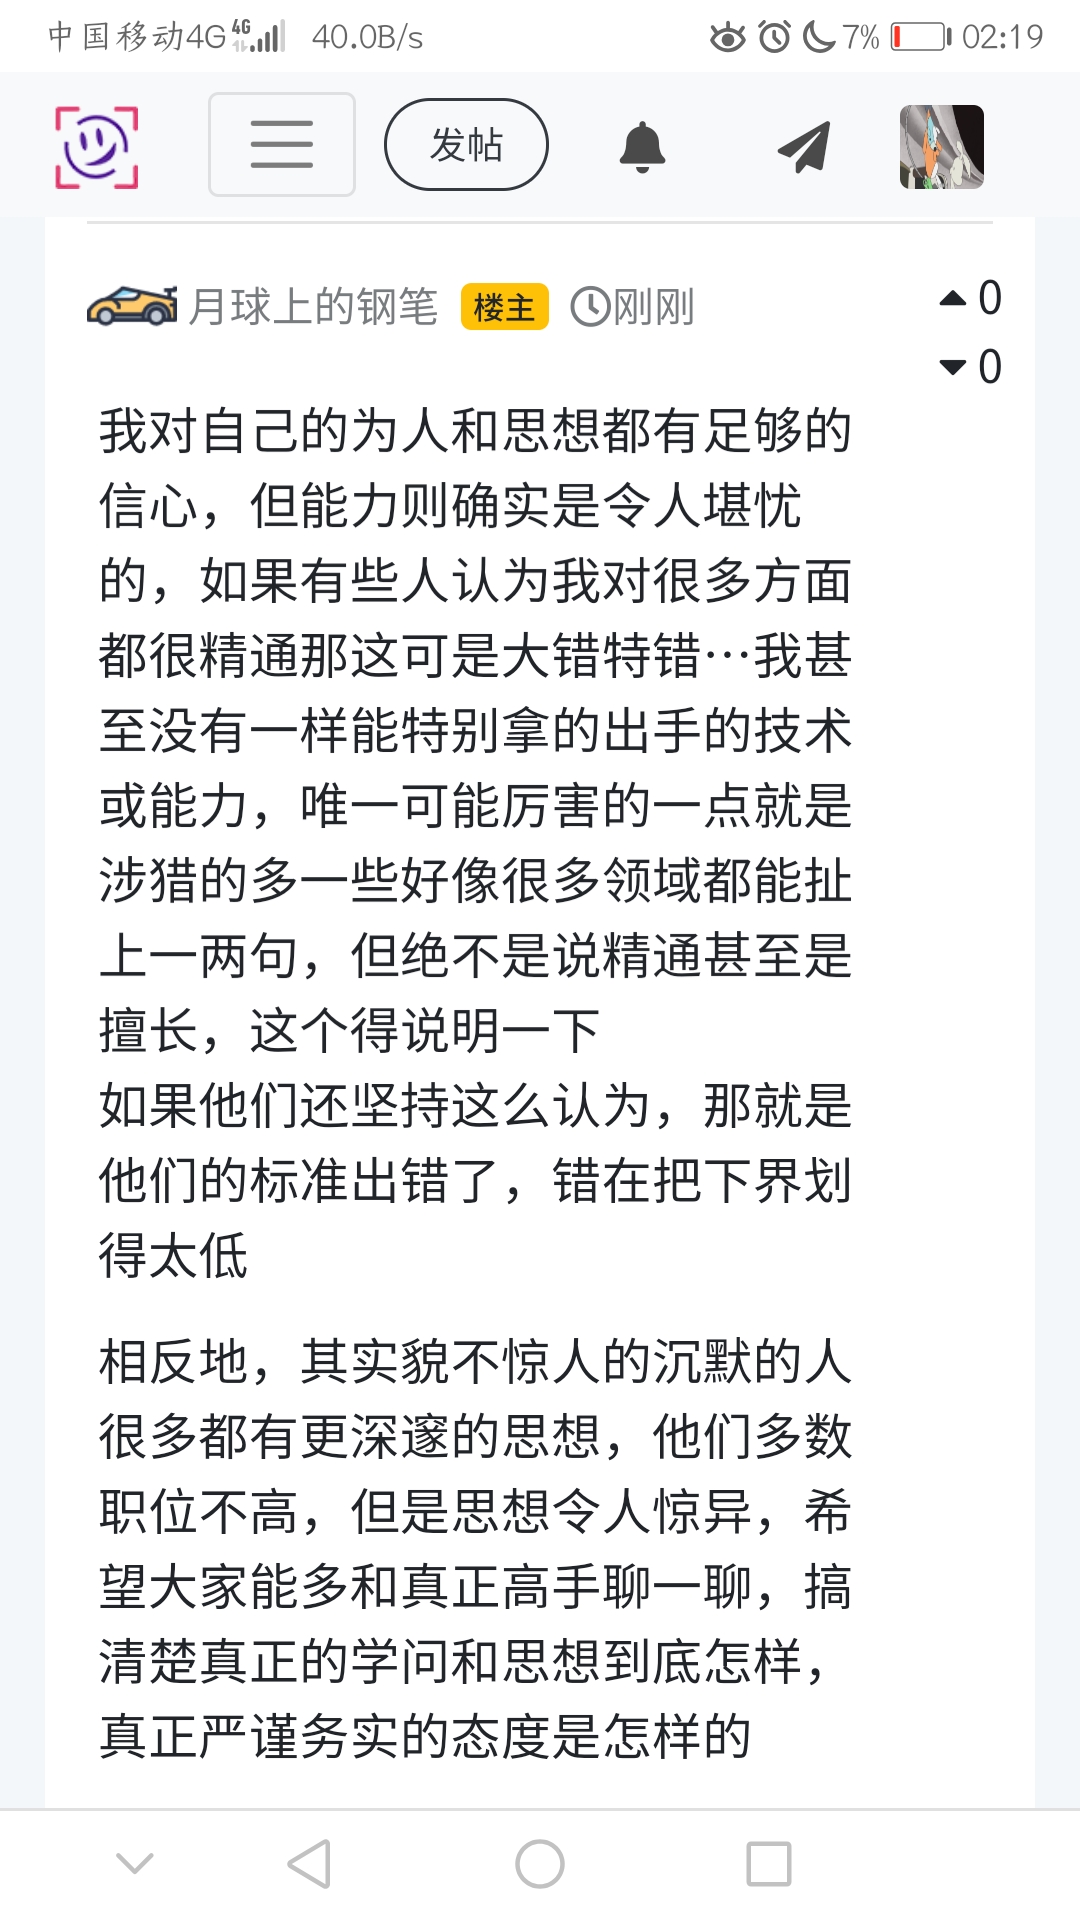 中国移动4G 4G 40.0B/s 7% 02:19
发帖
月球上的钢笔 楼主 刚刚 0
0
我对自己的为人和思想都有足够的
信心，但能力则确实是令人堪忧
的，如果有些人认为我对很多方面
都很精通那这可是大错特错…我甚
至没有一样能特别拿的出手的技术
或能力，唯一可能厉害的一点就是
涉猎的多一些好像很多领域都能扯
上一两句，但绝不是说精通甚至是
擅长，这个得说明一下
如果他们还坚持这么认为，那就是
他们的标准出错了，错在把下界划
得太低
相反地，其实貌不惊人的沉默的人
很多都有更深邃的思想，他们多数
职位不高，但是思想令人惊异，希
望大家能多和真正高手聊一聊，搞
清楚真正的学问和思想到底怎样，
真正严谨务实的态度是怎样的